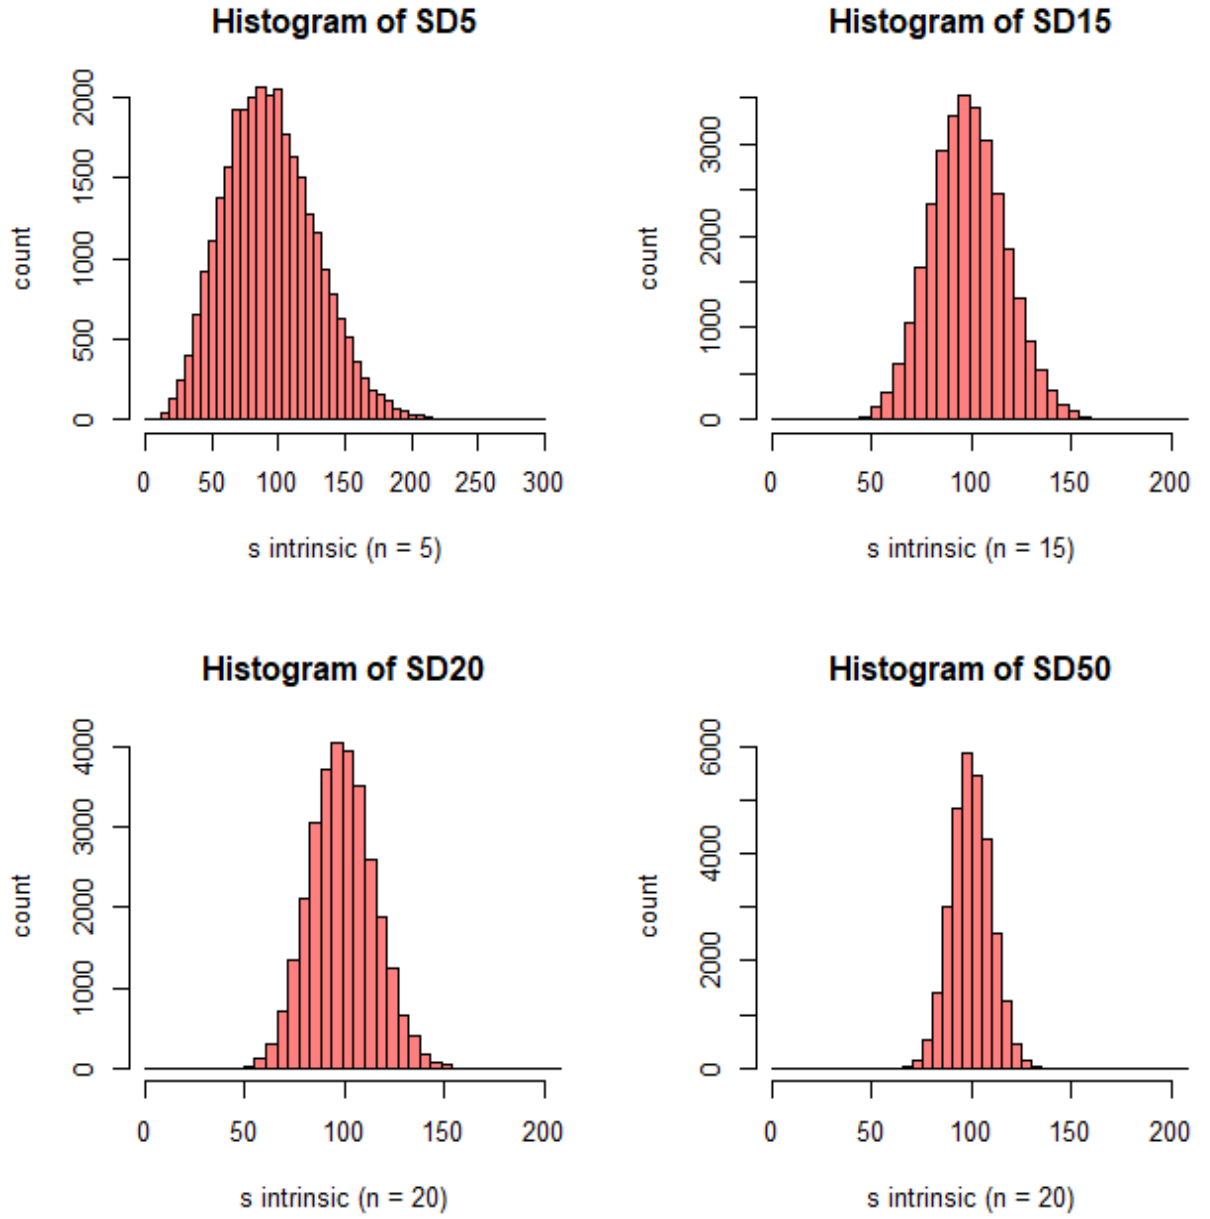 Histogram of SD5
count
0 500 1000 1500 2000
0 50 100 150 200 250 300
s intrinsic (n = 5)
Histogram of SD15
count
0 1000 2000 3000
0 50 100 150 200
s intrinsic (n = 15)
Histogram of SD20
count
0 1000 2000 3000 4000
0 50 100 150 200
s intrinsic (n = 20)
Histogram of SD50
count
0 2000 4000 6000
0 50 100 150 200
s intrinsic (n = 20)